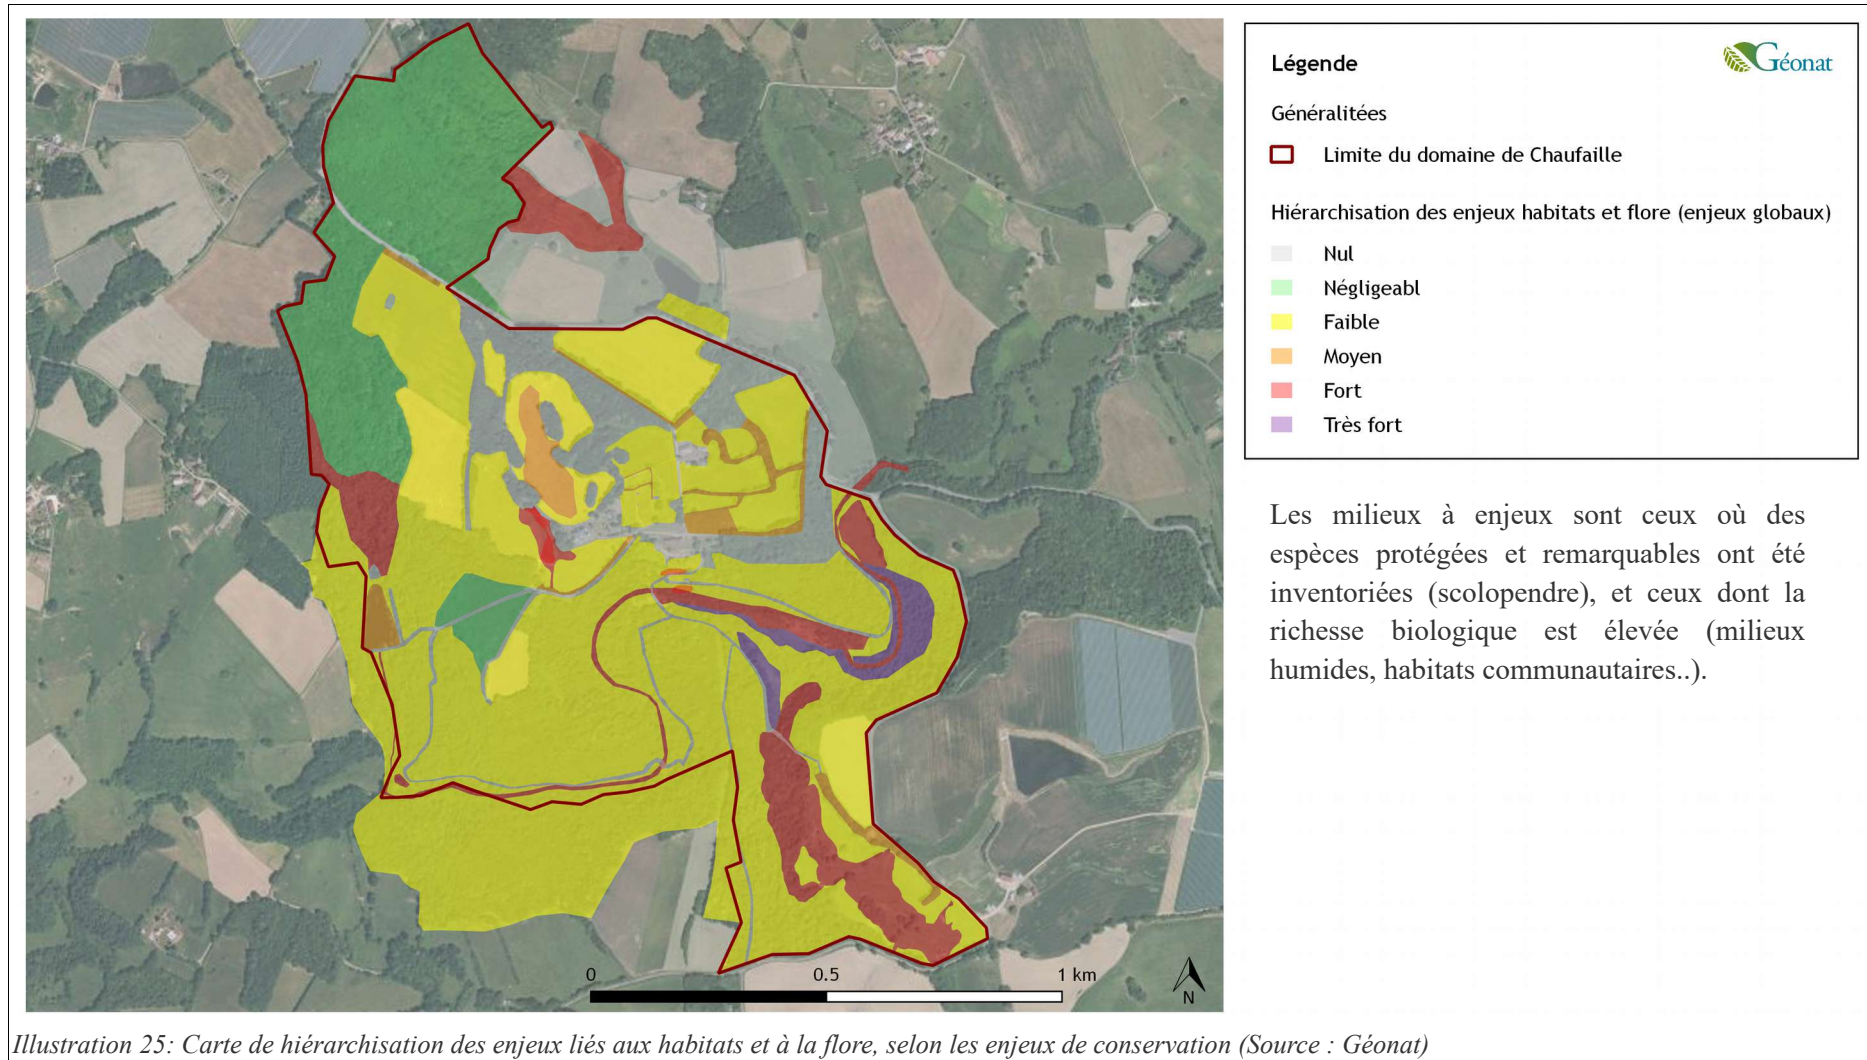 Légende
Géonat
Généralitées
Limite du domaine de Chaufaille
Hiérarchisation des enjeux habitats et flore (enjeux globaux)
Nul
Négligeabl
Faible
Moyen
Fort
Très fort
Les milieux à enjeux sont ceux où des
espèces protégées et remarquables ont été
inventoriées (scolopendre), et ceux dont la
richesse biologique est élevée (milieux
humides, habitats communautaires..).
0 0.5 1 km
N
Illustration 25: Carte de hiérarchisation des enjeux liés aux habitats et à la flore, selon les enjeux de conservation (Source : Géonat)